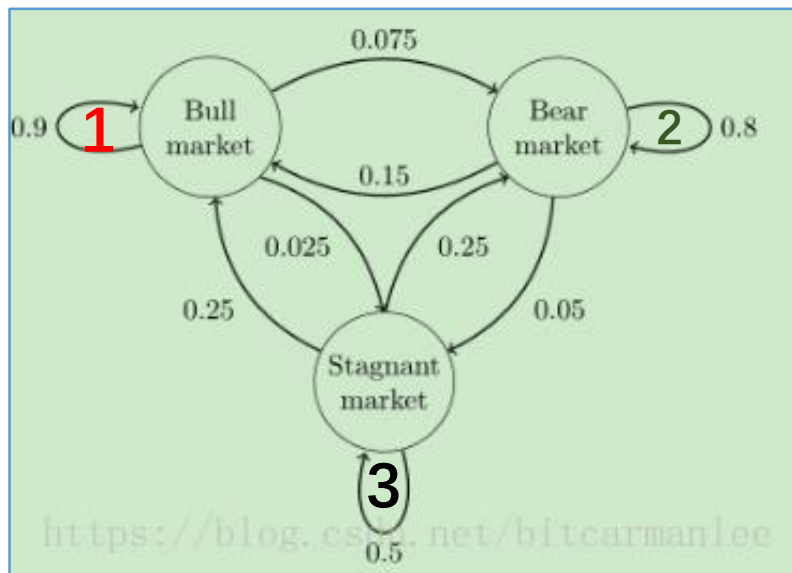 0.075
Bull
market
Bear
market
0.9
1
2
0.8
0.15
0.025
0.25
0.25
0.05
Stagnant
market
3
https://blog.csdn.net/bitcarmanlee
0.5